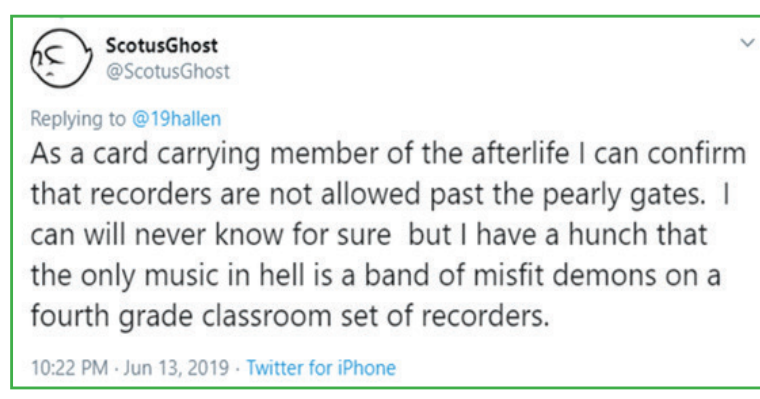 ScotusGhost
@ScotusGhost
Replying to @19hallen
As a card carrying member of the afterlife I can confirm
that recorders are not allowed past the pearly gates.  I
can will never know for sure  but I have a hunch that
the only music in hell is a band of misfit demons on a
fourth grade classroom set of recorders.
10:22 PM · Jun 13, 2019 · Twitter for iPhone